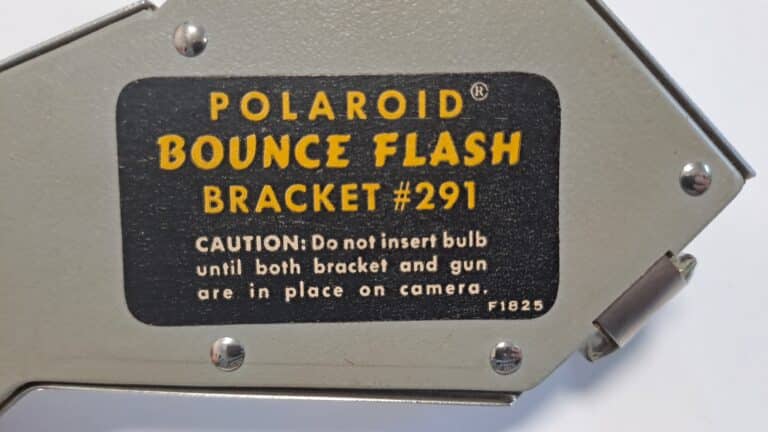 POLAROID®
BOUNCE FLASH
BRACKET #291
CAUTION: Do not insert bulb
until both bracket and gun
are in place on camera.
F1825